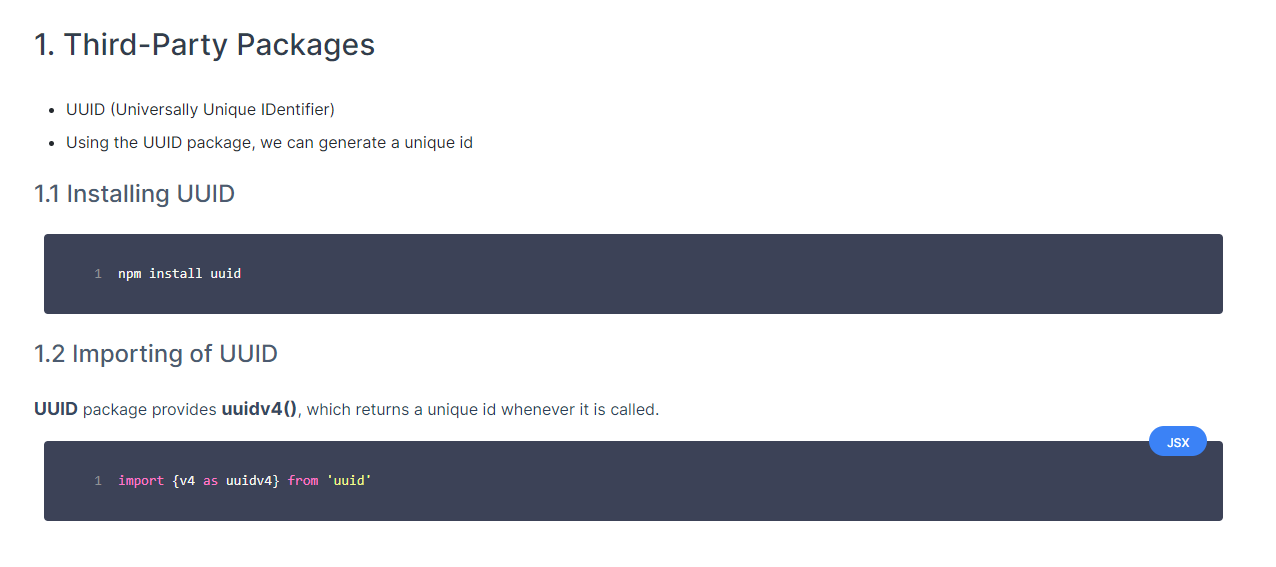 1. Third-Party Packages
• UUID (Universally Unique IDentifier)
• Using the UUID package, we can generate a unique id
1.1 Installing UUID
1 npm install uuid
1.2 Importing of UUID
UUID package provides uuidv4(), which returns a unique id whenever it is called.
JSX
1 import {v4 as uuidv4} from 'uuid'